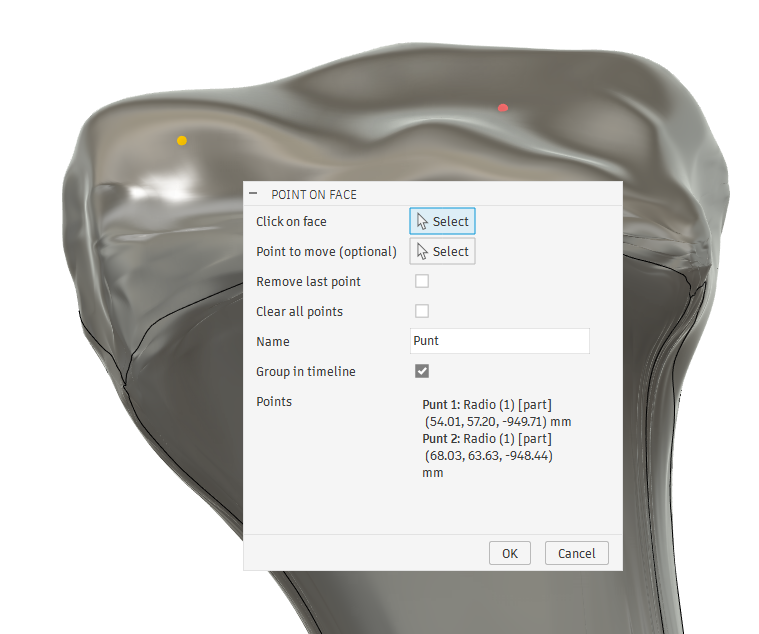 POINT ON FACE
Click on face Select
Point to move (optional) Select
Remove last point
Clear all points
Name Punt
Group in timeline
Points
Punt 1: Radio (1) [part]
(54.01, 57.20, -949.71) mm
Punt 2: Radio (1) [part]
(68.03, 63.63, -948.44)
mm
OK Cancel